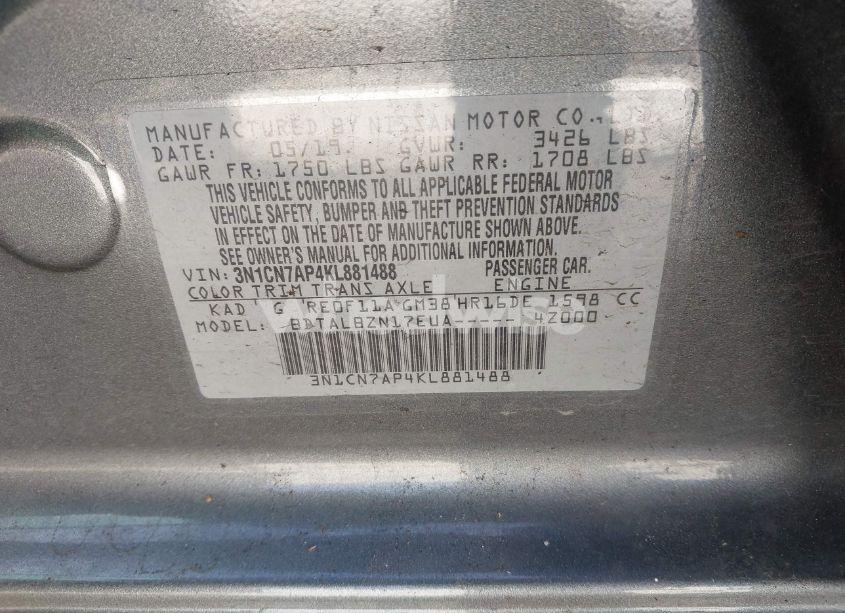 MANUFACTURED BY NISSAN MOTOR CO., LTD.
DATE: 05/19 GVWR: 3426 LBS
GAWR FR: 1750 LBS GAWR RR: 1708 LBS
THIS VEHICLE CONFORMS TO ALL APPLICABLE FEDERAL MOTOR
VEHICLE SAFETY, BUMPER AND THEFT PREVENTION STANDARDS
IN EFFECT ON THE DATE OF MANUFACTURE SHOWN ABOVE.
SEE OWNER'S MANUAL FOR ADDITIONAL INFORMATION.
VIN: 3N1CN7AP4KL881488 PASSENGER CAR.
COLOR TRIM TRANS AXLE ENGINE
KAD G RE0F11A GM38 HR16DE 1598 CC
MODEL: BDTALBZN17EUA---- 4Z000
3N1CN7AP4KL881488